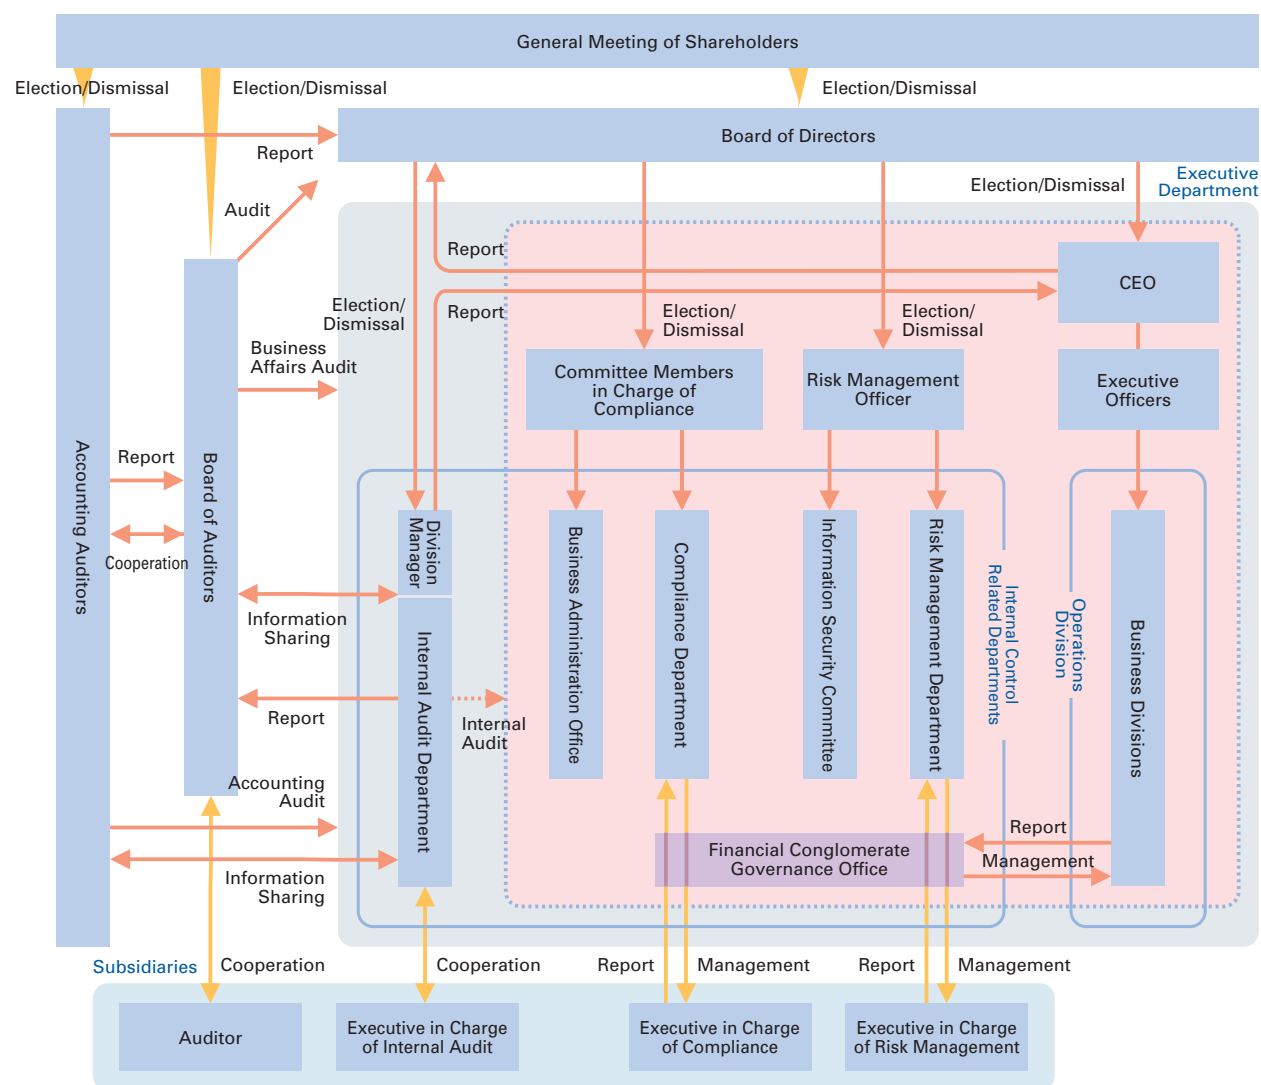 General Meeting of Shareholders
Election/Dismissal
Election/Dismissal
Election/Dismissal
Board of Directors
Report
Executive
Department
Election/Dismissal
Audit
Report
CEO
Election/
Dismissal
Report
Election/
Dismissal
Election/
Dismissal
Business
Affairs Audit
Committee Members
in Charge of
Compliance
Risk Management
Officer
Executive
Officers
Accounting Auditors
Report
Board of Auditors
Cooperation
Division
Manager
Business Administration Office
Compliance Department
Information Security Committee
Risk Management Department
Internal Control
Related Departments
Operations
Division
Business Divisions
Information
Sharing
Internal Audit Department
Report
Internal
Audit
Accounting
Audit
Report
Financial Conglomerate
Governance Office
Management
Information
Sharing
Subsidiaries
Cooperation
Cooperation
Report
Management
Report
Management
Auditor
Executive in Charge
of Internal Audit
Executive in Charge
of Compliance
Executive in Charge
of Risk Management